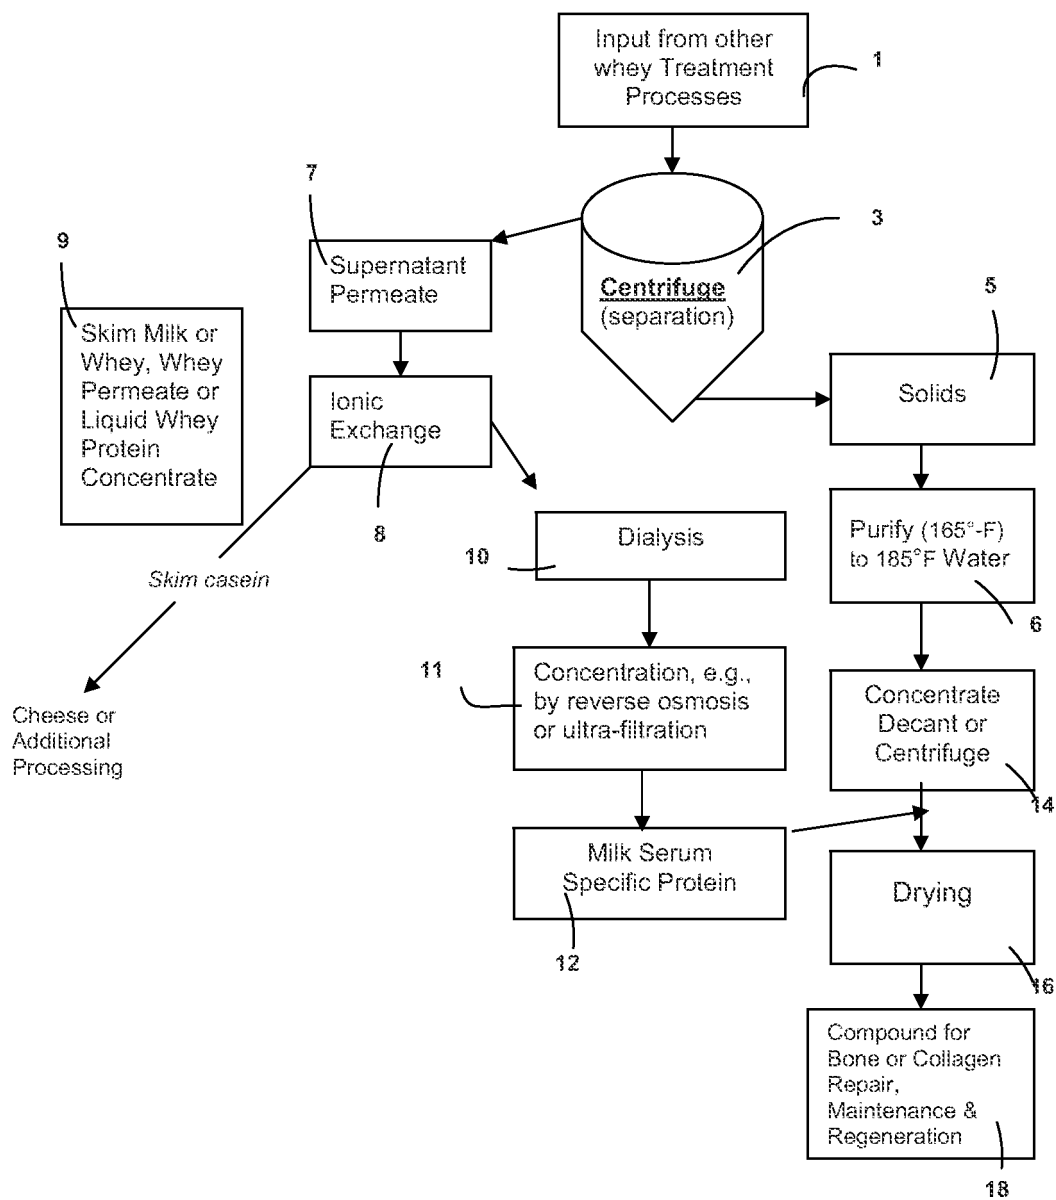 Input from other
whey Treatment
Processes
1
7
3
9
Supernatant
Permeate
Centrifuge
(separation)
5
Skim Milk or
Whey, Whey
Permeate or
Liquid Whey
Protein
Concentrate
Ionic
Exchange
Solids
8
Purify (165°-F)
to 185°F Water
10
Dialysis
Skim casein
6
11
Concentration, e.g.,
by reverse osmosis
or ultra-filtration
Concentrate
Decant or
Centrifuge
Cheese or
Additional
Processing
14
Milk Serum
Specific Protein
Drying
12
16
Compound for
Bone or Collagen
Repair,
Maintenance &
Regeneration
18